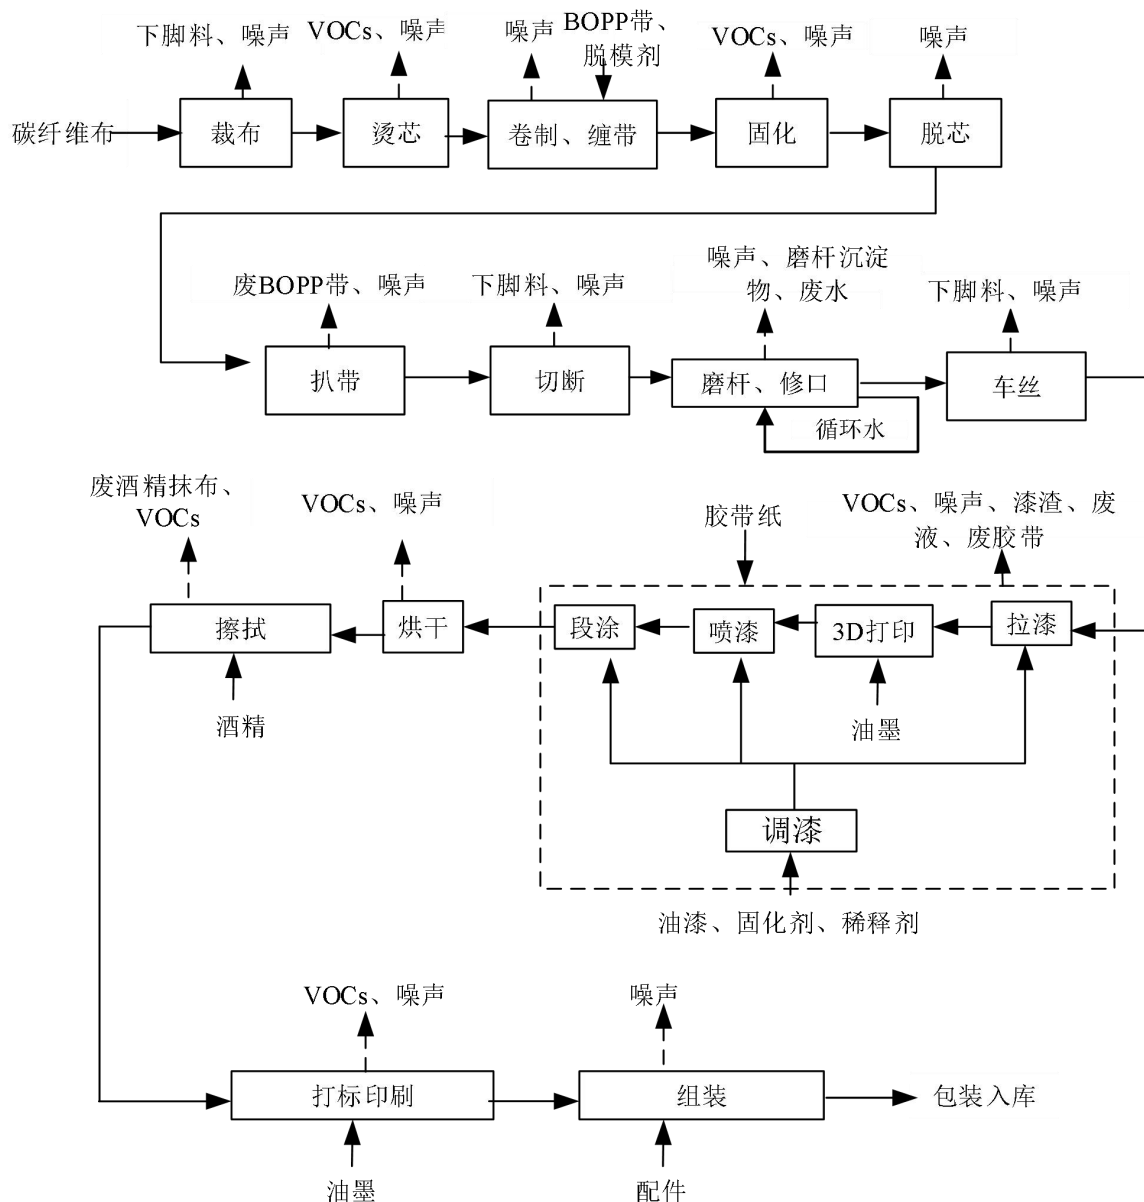 下脚料、噪声
VOCs、噪声
噪声
BOPP带、
脱模剂
VOCs、噪声
噪声
碳纤维布
裁布
烫芯
卷制、缠带
固化
脱芯
废BOPP带、噪声
下脚料、噪声
噪声、磨杆沉淀
物、废水
下脚料、噪声
扒带
切断
磨杆、修口
车丝
循环水
废酒精抹布、
VOCs
VOCs、噪声
胶带纸
VOCs、噪声、漆渣、废
液、废胶带
擦拭
烘干
段涂
喷漆
3D打印
拉漆
酒精
油墨
调漆
油漆、固化剂、稀释剂
VOCs、噪声
噪声
打标印刷
组装
包装入库
油墨
配件